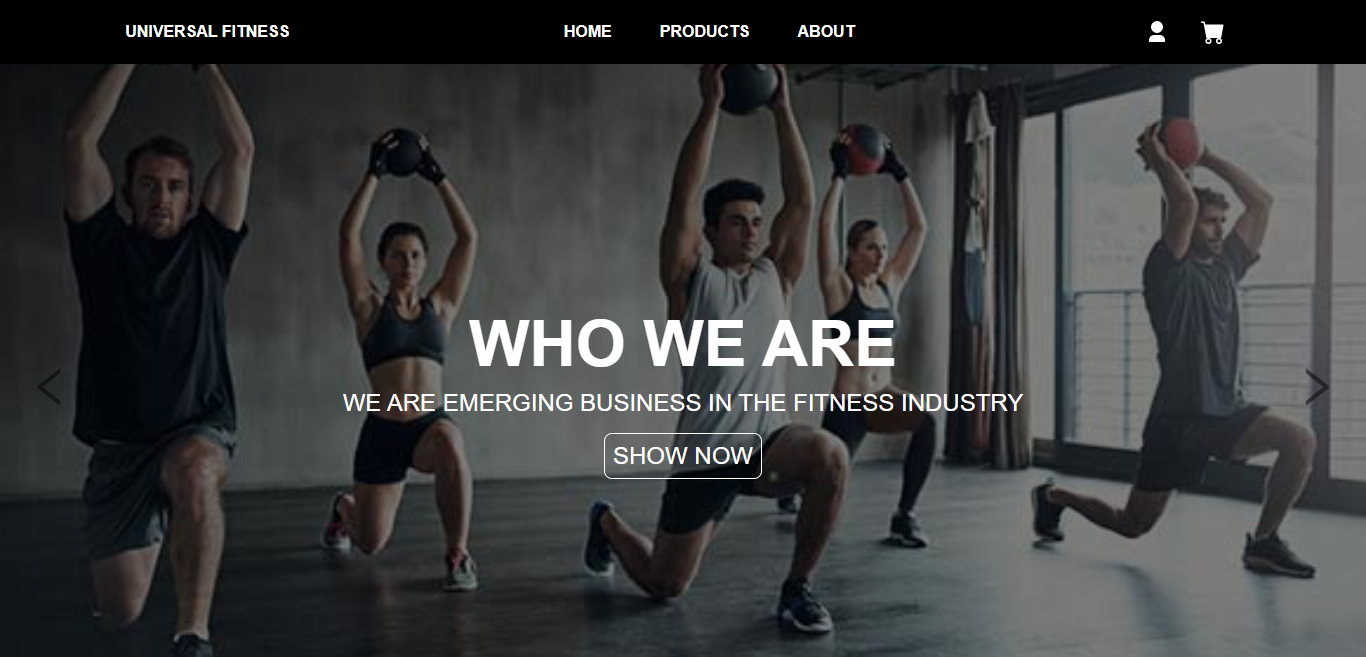 UNIVERSAL FITNESS
HOME PRODUCTS ABOUT
WHO WE ARE
WE ARE EMERGING BUSINESS IN THE FITNESS INDUSTRY
SHOW NOW